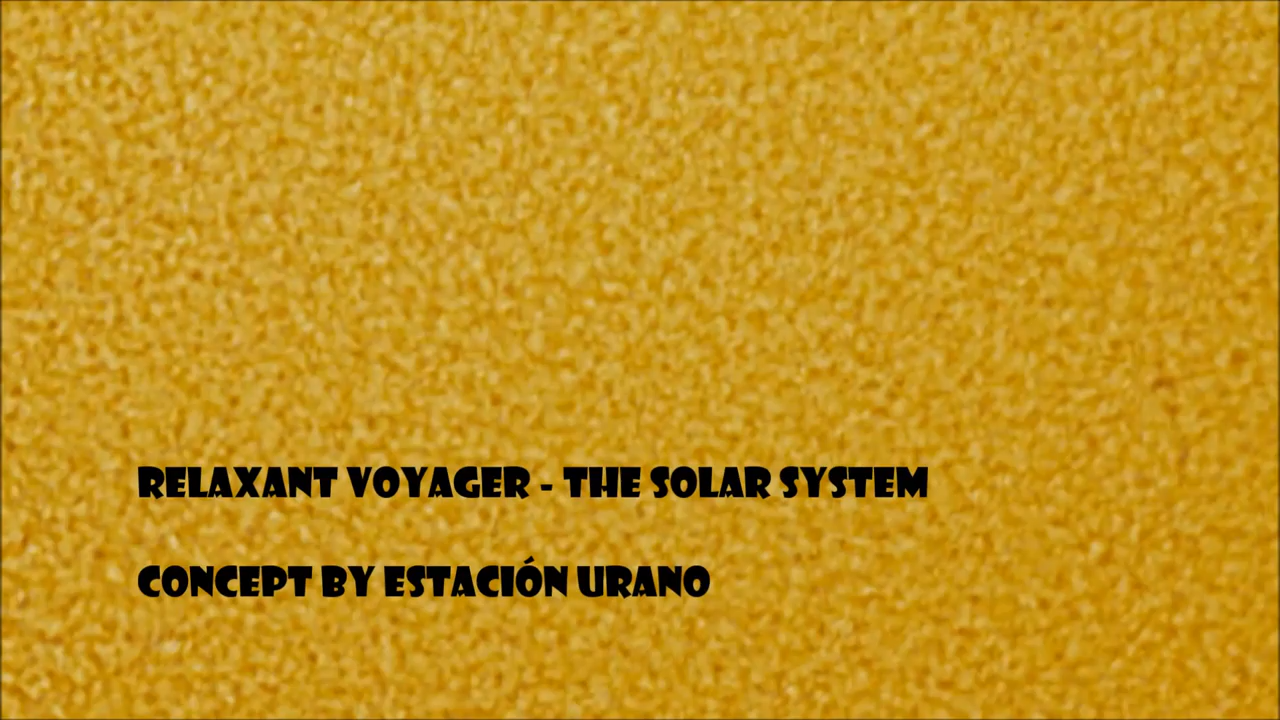 RELAXANT VOYAGER - THE SOLAR SYSTEM
CONCEPT BY ESTACIÓN URANO